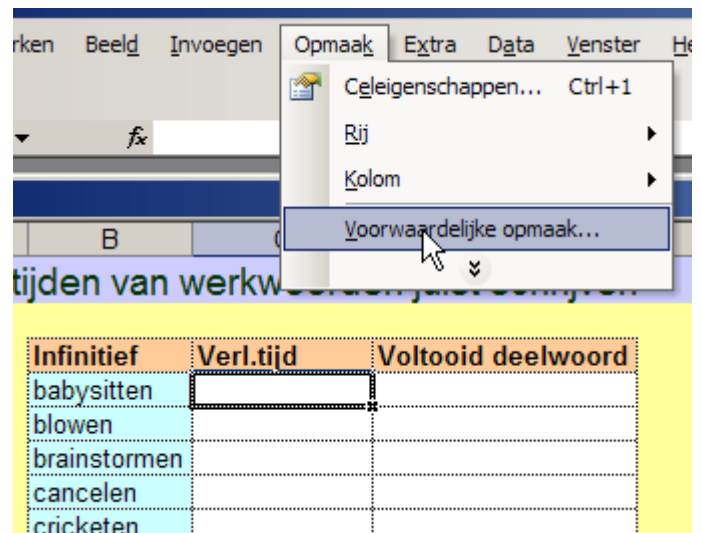 rken Beeld Invoegen Opmaak Extra Data Venster He
Celeigenschappen... Ctrl+1
Rij
fx
Kolom
Voorwaardelijke opmaak...
B
tijden van
Infinitief Verl.tijd Voltooid deelwoord
babysitten
blowen
brainstormen
cancelen
cricketen